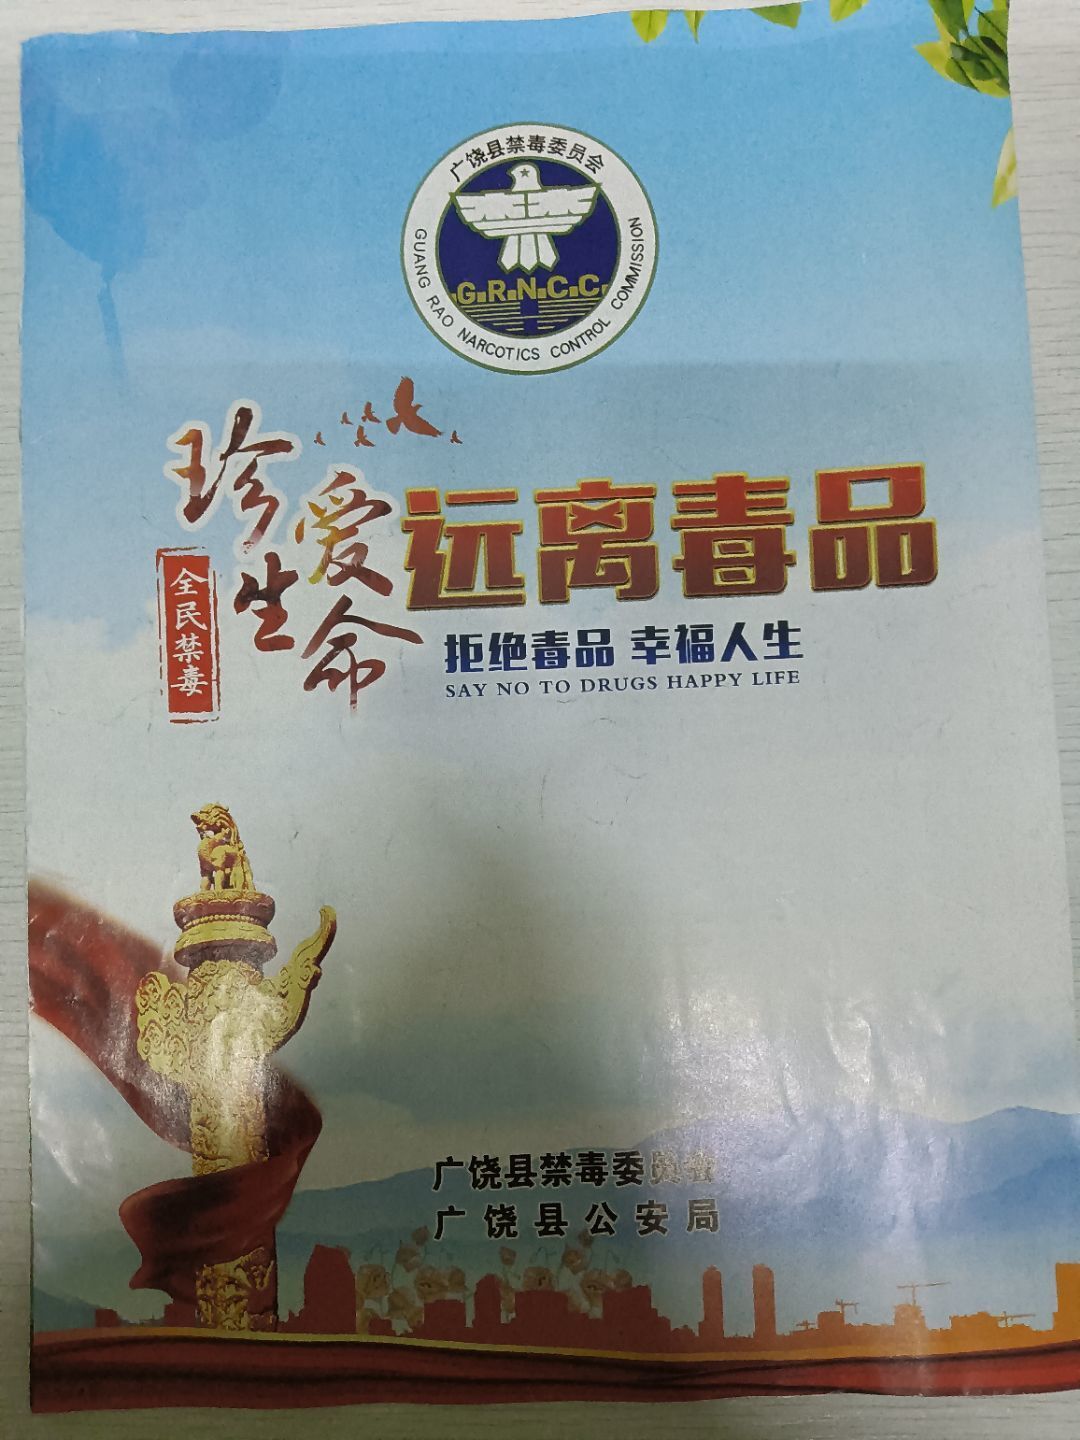 广饶县禁毒委员会
G.R.N.C.C.
GUANG RAO NARCOTICS CONTROL COMMISSION
珍爱生命
远离毒品
全民禁毒
拒绝毒品 幸福人生
SAY NO TO DRUGS HAPPY LIFE
广饶县禁毒委员会
广饶县公安局